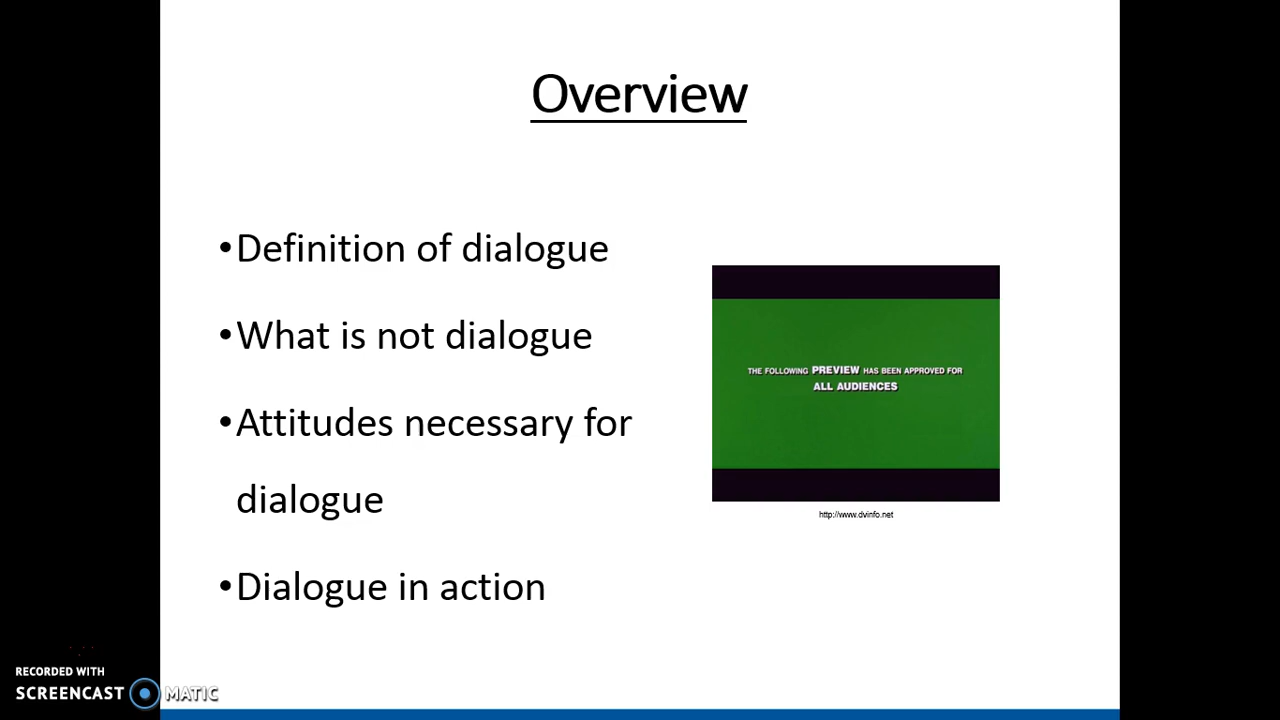 Overview
•Definition of dialogue
•What is not dialogue
•Attitudes necessary for
dialogue
•Dialogue in action
THE FOLLOWING PREVIEW HAS BEEN APPROVED FOR
ALL AUDIENCES
http://www.dvinfo.net
RECORDED WITH
SCREENCAST MATIC